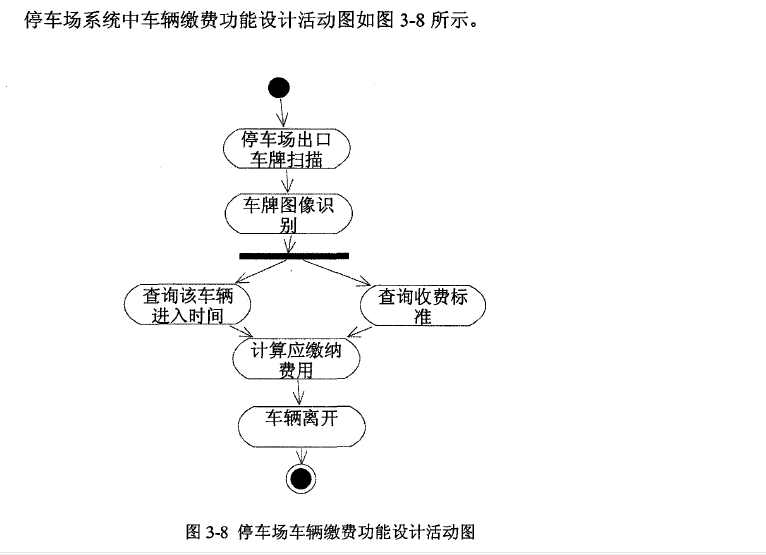 停车场系统中车辆缴费功能设计活动图如图 3-8 所示。
停车场出口
车牌扫描
车牌图像识
别
查询该车辆
进入时间
查询收费标
准
计算应缴纳
费用
车辆离开
图 3-8 停车场车辆缴费功能设计活动图